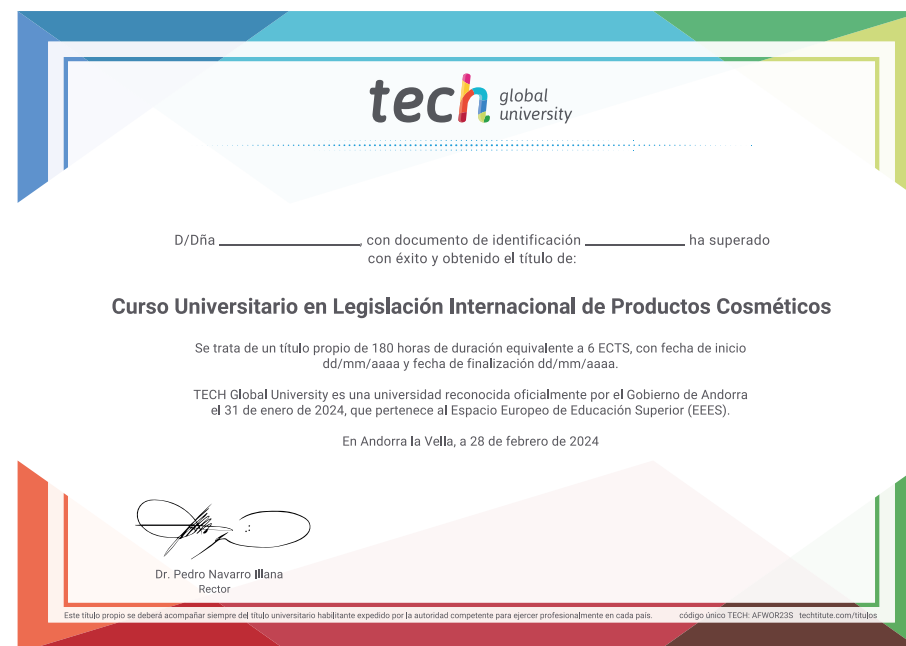 tech global university
D/Dña ______________, con documento de identificación ____________ ha superado
con éxito y obtenido el título de:
Curso Universitario en Legislación Internacional de Productos Cosméticos
Se trata de un título propio de 180 horas de duración equivalente a 6 ECTS, con fecha de inicio
dd/mm/aaaa y fecha de finalización dd/mm/aaaa.
TECH Global University es una universidad reconocida oficialmente por el Gobierno de Andorra
el 31 de enero de 2024, que pertenece al Espacio Europeo de Educación Superior (EEES).
En Andorra la Vella, a 28 de febrero de 2024
Dr. Pedro Navarro Illana
Rector
Este título propio se deberá acompañar siempre del título universitario habilitante expedido por la autoridad competente para ejercer profesionalmente en cada país. código único TECH: AFWOR23S techtitute.com/titulos